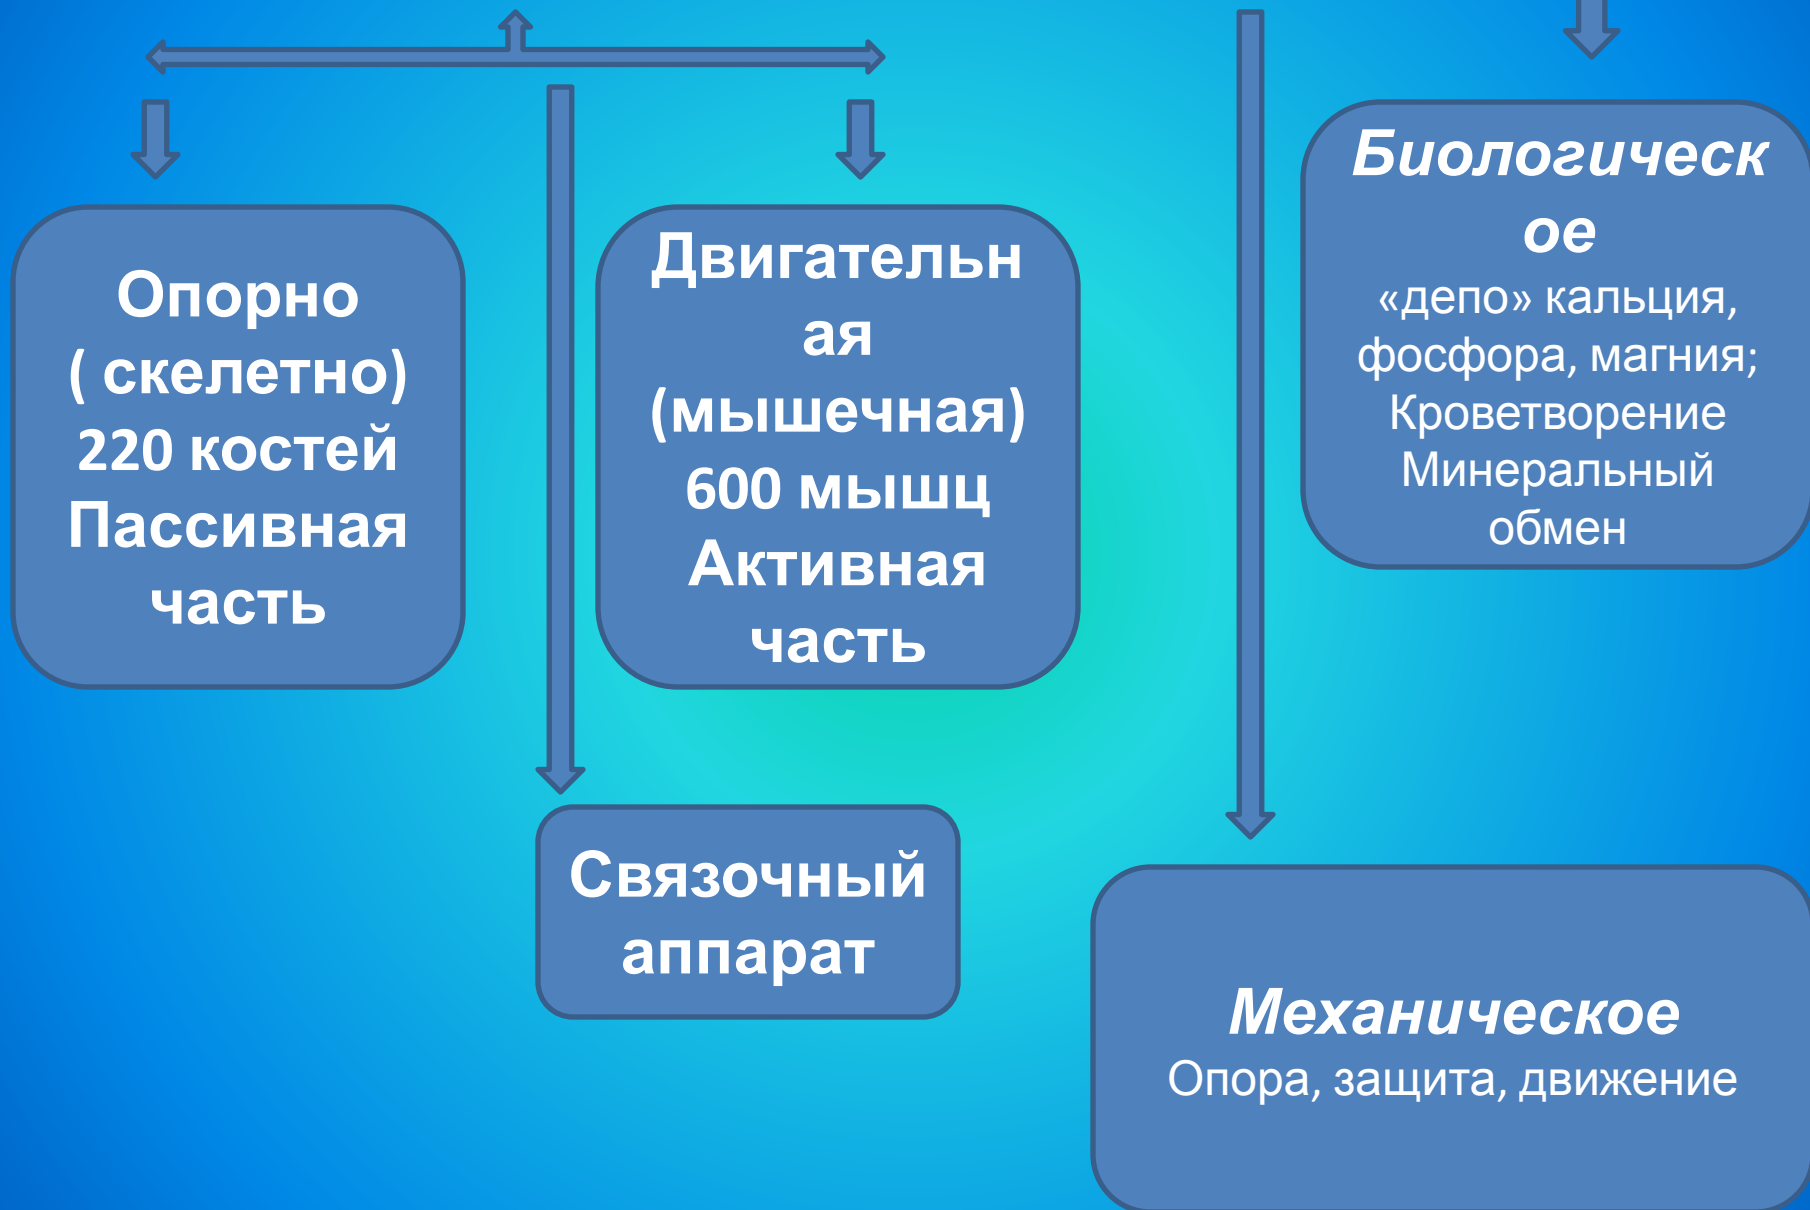 Опорно
( скелетно)
220 костей
Пассивная
часть
Двигательн
ая
(мышечная)
600 мышц
Активная
часть
Связочный
аппарат
Биологическ
ое
«депо» кальция,
фосфора, магния;
Кроветворение
Минеральный
обмен
Механическое
Опора, защита, движение